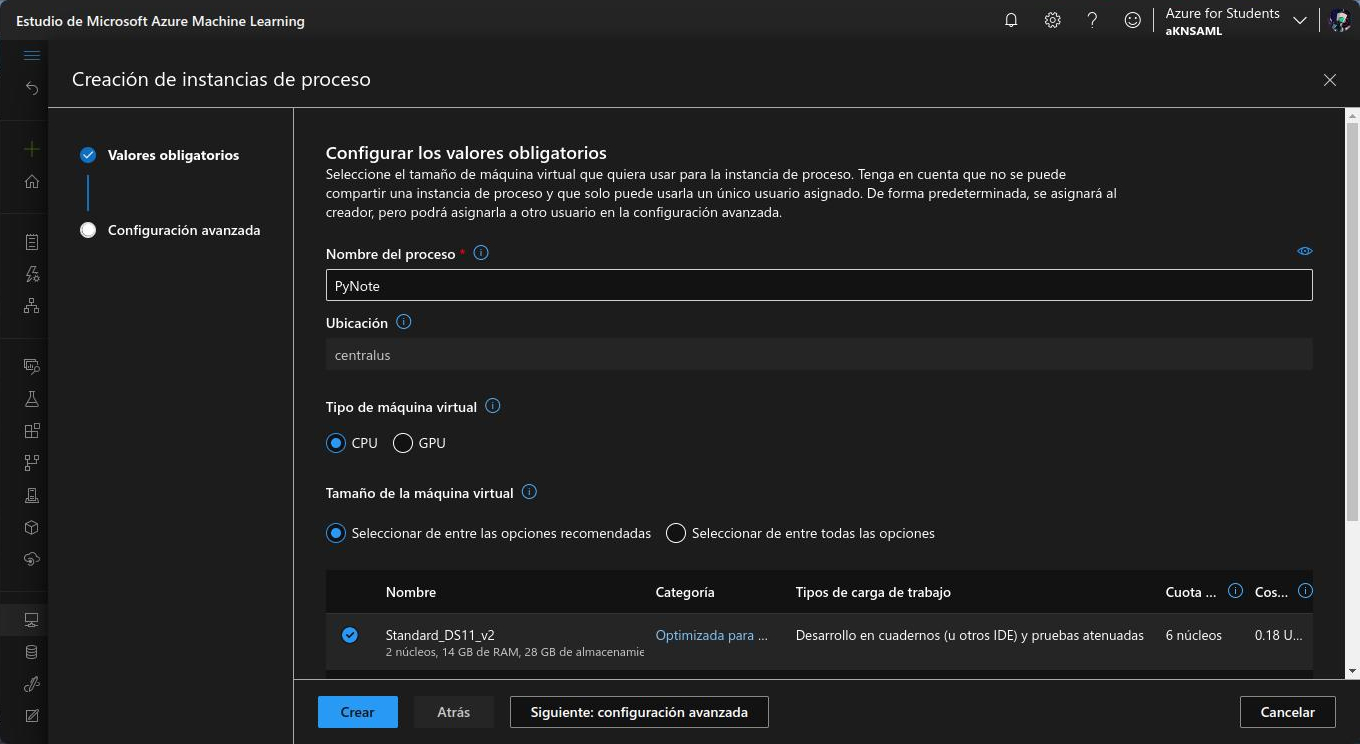 Estudio de Microsoft Azure Machine Learning
Azure for Students
aKNSAML
Creación de instancias de proceso
Valores obligatorios
Configuración avanzada
Configurar los valores obligatorios
Seleccione el tamaño de máquina virtual que quiera usar para la instancia de proceso. Tenga en cuenta que no se puede
compartir una instancia de proceso y que solo puede usarla un único usuario asignado. De forma predeterminada, se asignará al
creador, pero podrá asignarla a otro usuario en la configuración avanzada.
Nombre del proceso *
PyNote
Ubicación
centralus
Tipo de máquina virtual
CPU GPU
Tamaño de la máquina virtual
Seleccionar de entre las opciones recomendadas Seleccionar de entre todas las opciones
Nombre Categoría Tipos de carga de trabajo Cuota ... Cos...
Standard_DS11_v2 Optimizada para ... Desarrollo en cuadernos (u otros IDE) y pruebas atenuadas 6 núcleos 0.18 U...
2 núcleos, 14 GB de RAM, 28 GB de almacenamie
Crear Atrás Siguiente: configuración avanzada Cancelar